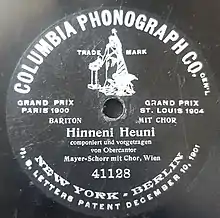 COLUMBIA PHONOGRAPH CO. GEN'L
TRADE MARK
GRAND PRIX
PARIS 1900
GRAND PRIX
ST. LOUIS 1904
BARITON
MIT CHOR
Hinneni Heuni
componiert und vorgetragen
von Obercantor
Mayer-Schorr mit Chor, Wien
41128
NEW YORK - BERLIN
LETTERS PATENT DECEMBER 10, 1901